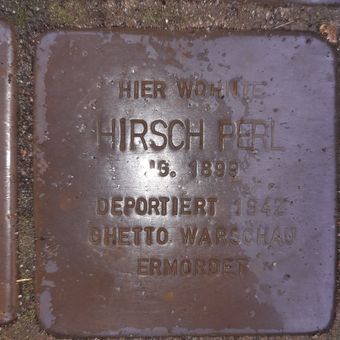 HIER WOHNTE
HIRSCH PERL
JG. 1899
DEPORTIERT 1942
GHETTO WARSCHAU
ERMORDET